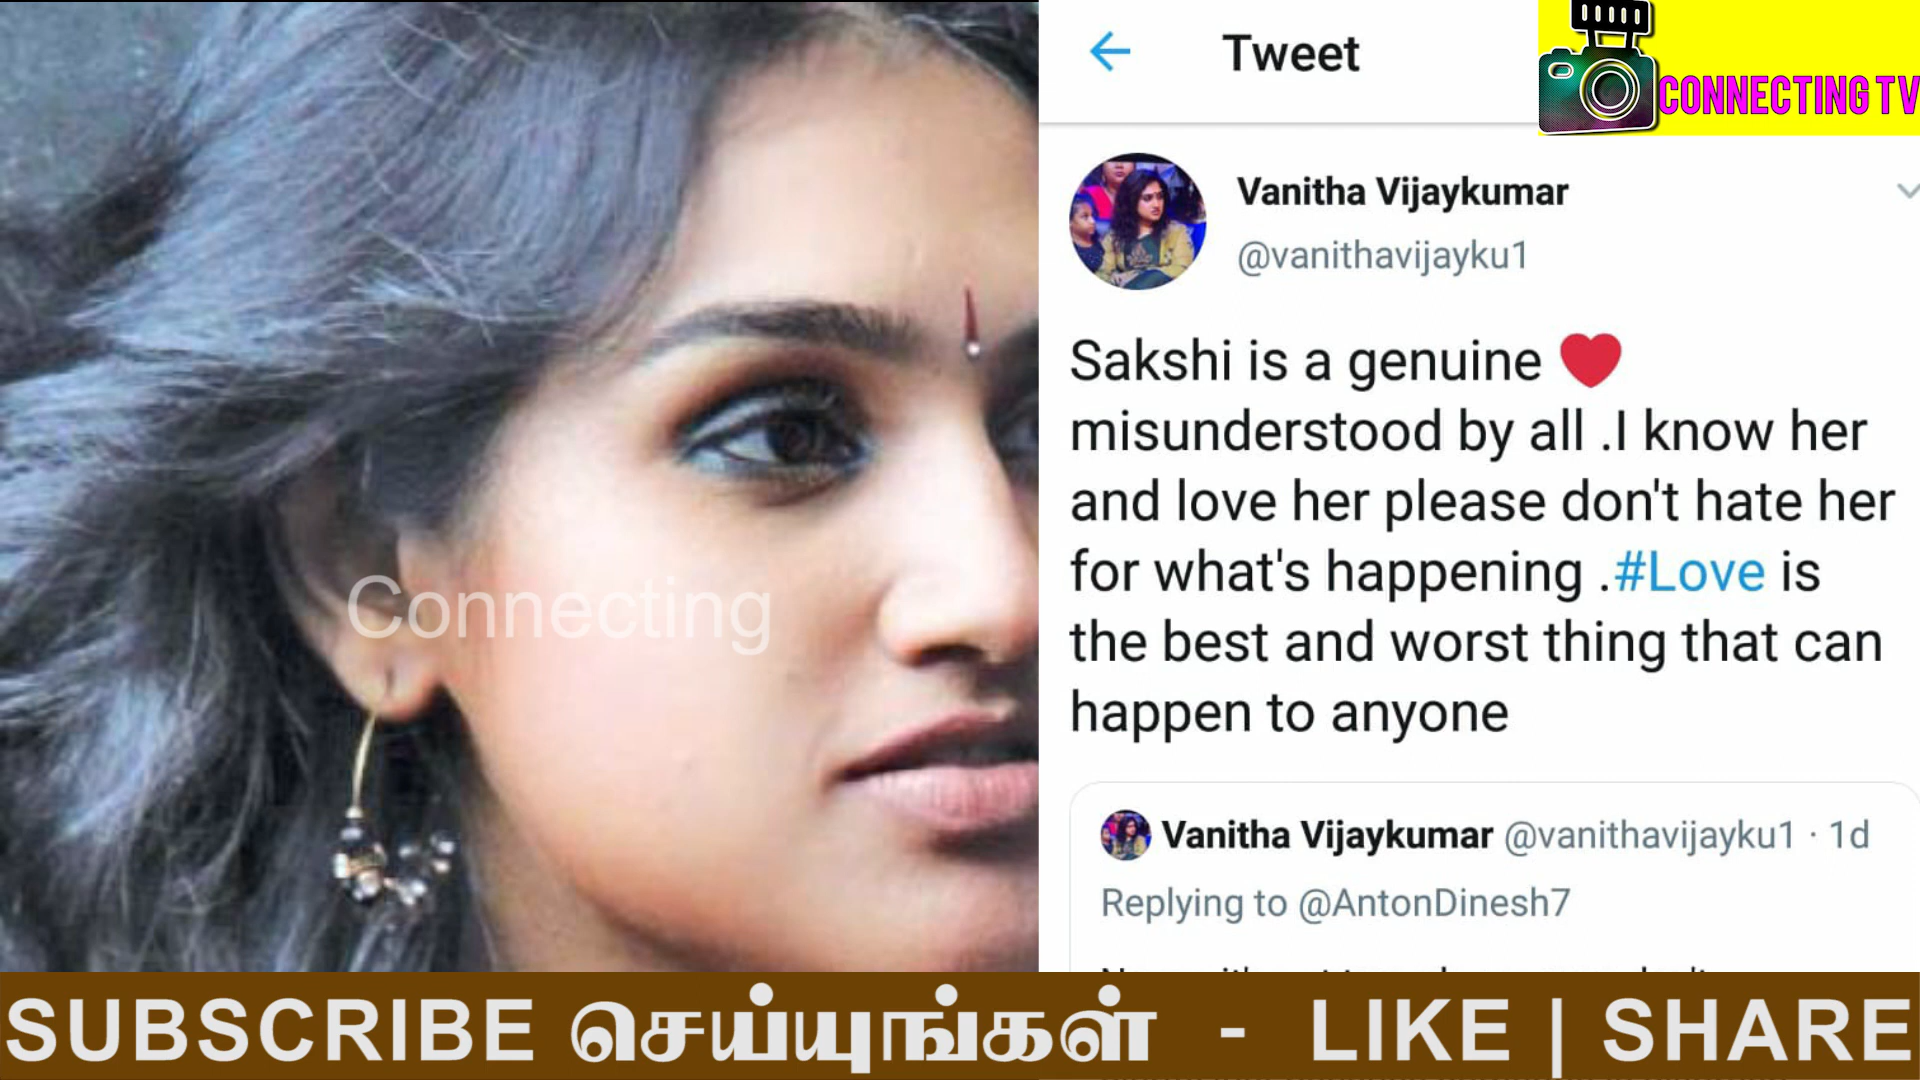 Tweet
CONNECTING TV
Vanitha Vijaykumar
@vanithavijayku1
Sakshi is a genuine ❤
misunderstood by all .I know her
and love her please don't hate her
for what's happening .#Love is
the best and worst thing that can
happen to anyone
Vanitha Vijaykumar @vanithavijayku1 · 1d
Replying to @AntonDinesh7
Connecting
SUBSCRIBE செய்யுங்கள் - LIKE | SHARE